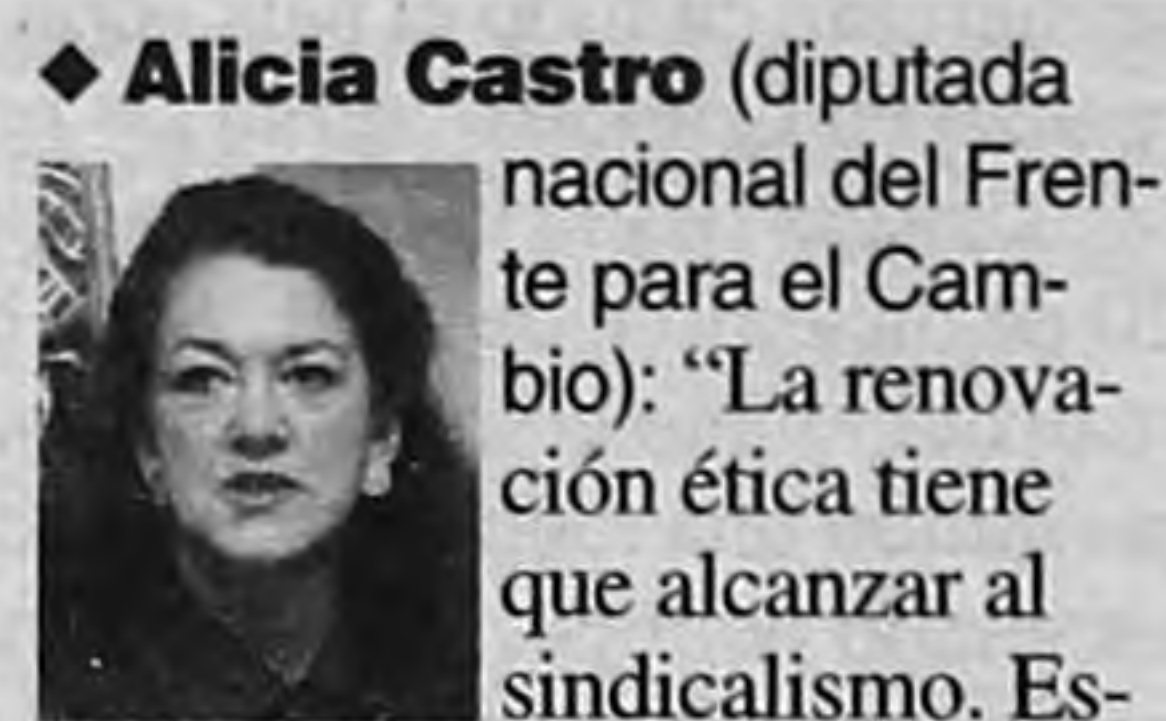 ◆ Alicia Castro (diputada
nacional del Fren-
te para el Cam-
bio): “La renova-
ción ética tiene
que alcanzar al
sindicalismo. Es-